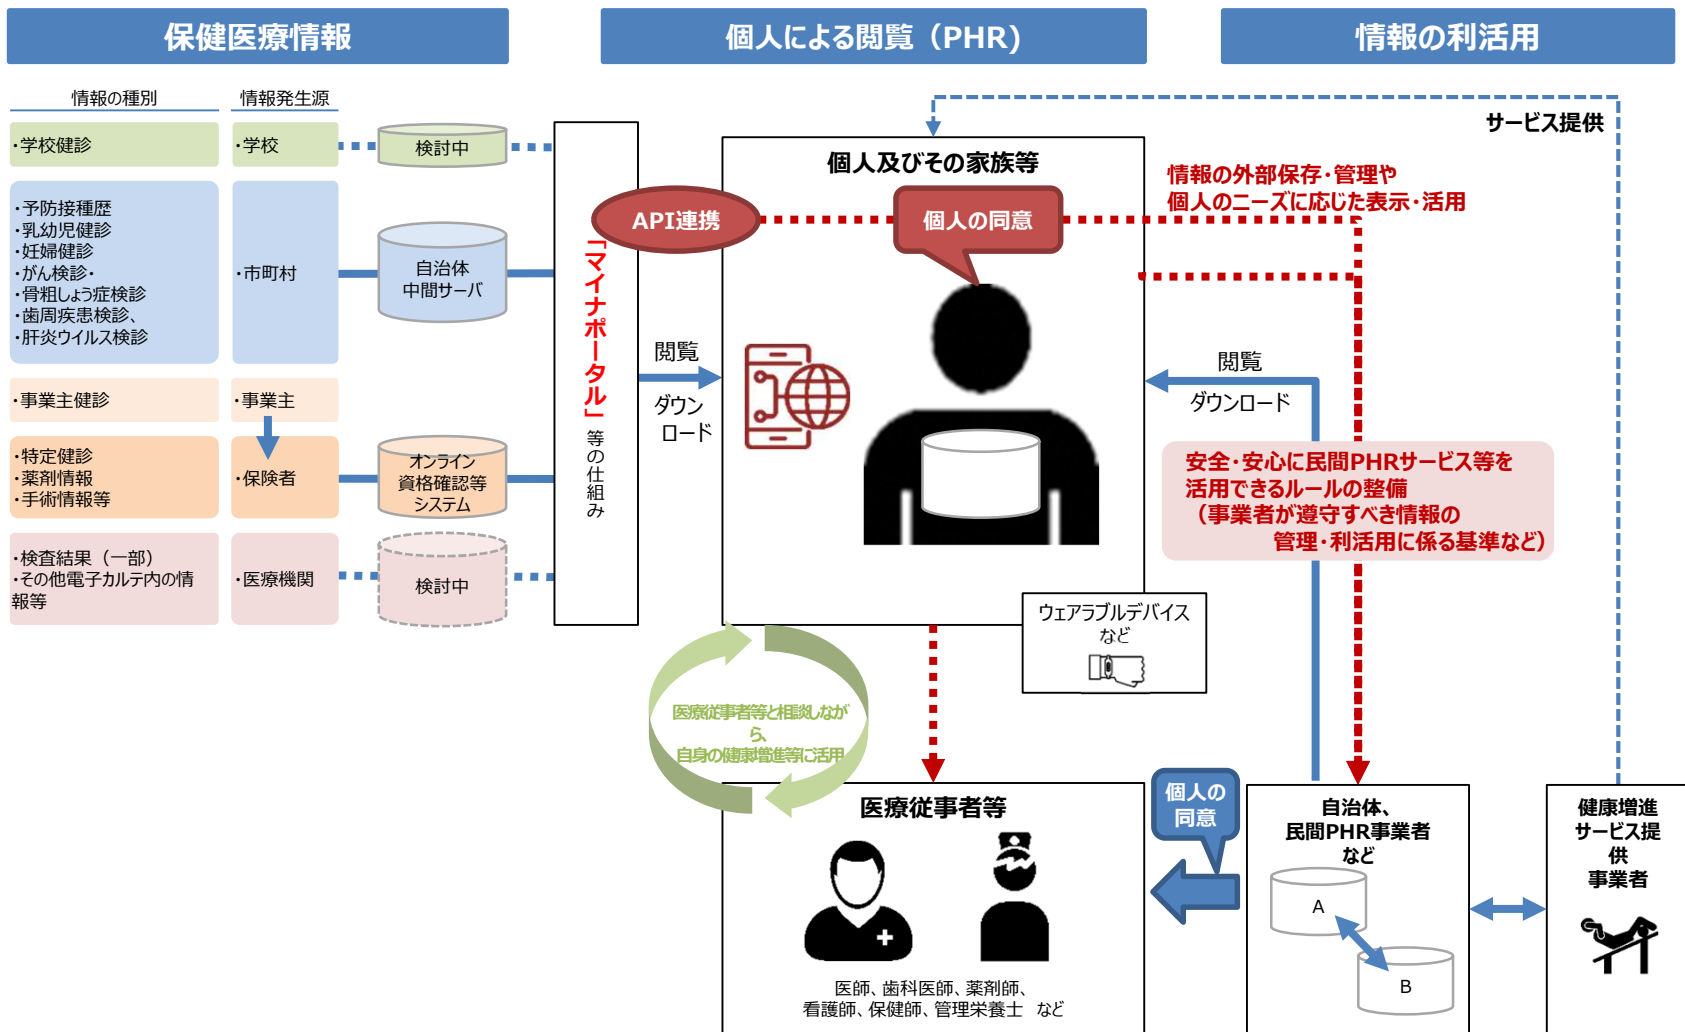 保健医療情報
個人による閲覧（PHR)
情報の利活用
情報の種別
情報発生源
・学校健診
・学校
検討中
・予防接種歴
・乳幼児健診
・妊婦健診
・がん検診・
・骨粗しょう症検診
・歯周疾患検診、
・肝炎ウイルス検診
・市町村
自治体
中間サーバ
・事業主健診
・事業主
・特定健診
・薬剤情報
・手術情報等
・保険者
オンライン
資格確認等
システム
・検査結果（一部）
・その他電子カルテ内の情
報等
・医療機関
検討中
「マイナポータル」等の仕組み
API連携
閲覧
ダウン
ロード
個人及びその家族等
個人の同意
ウェアラブルデバイス
など
サービス提供
情報の外部保存・管理や
個人のニーズに応じた表示・活用
閲覧
ダウンロード
安全・安心に民間PHRサービス等を
活用できるルールの整備
（事業者が遵守すべき情報の
管理・利活用に係る基準など）
医療従事者等と相談しなが
ら、
自身の健康増進等に活用
医療従事者等
医師、歯科医師、薬剤師、
看護師、保健師、管理栄養士 など
個人の
同意
自治体、
民間PHR事業者
など
A
B
健康増進
サービス提
供
事業者